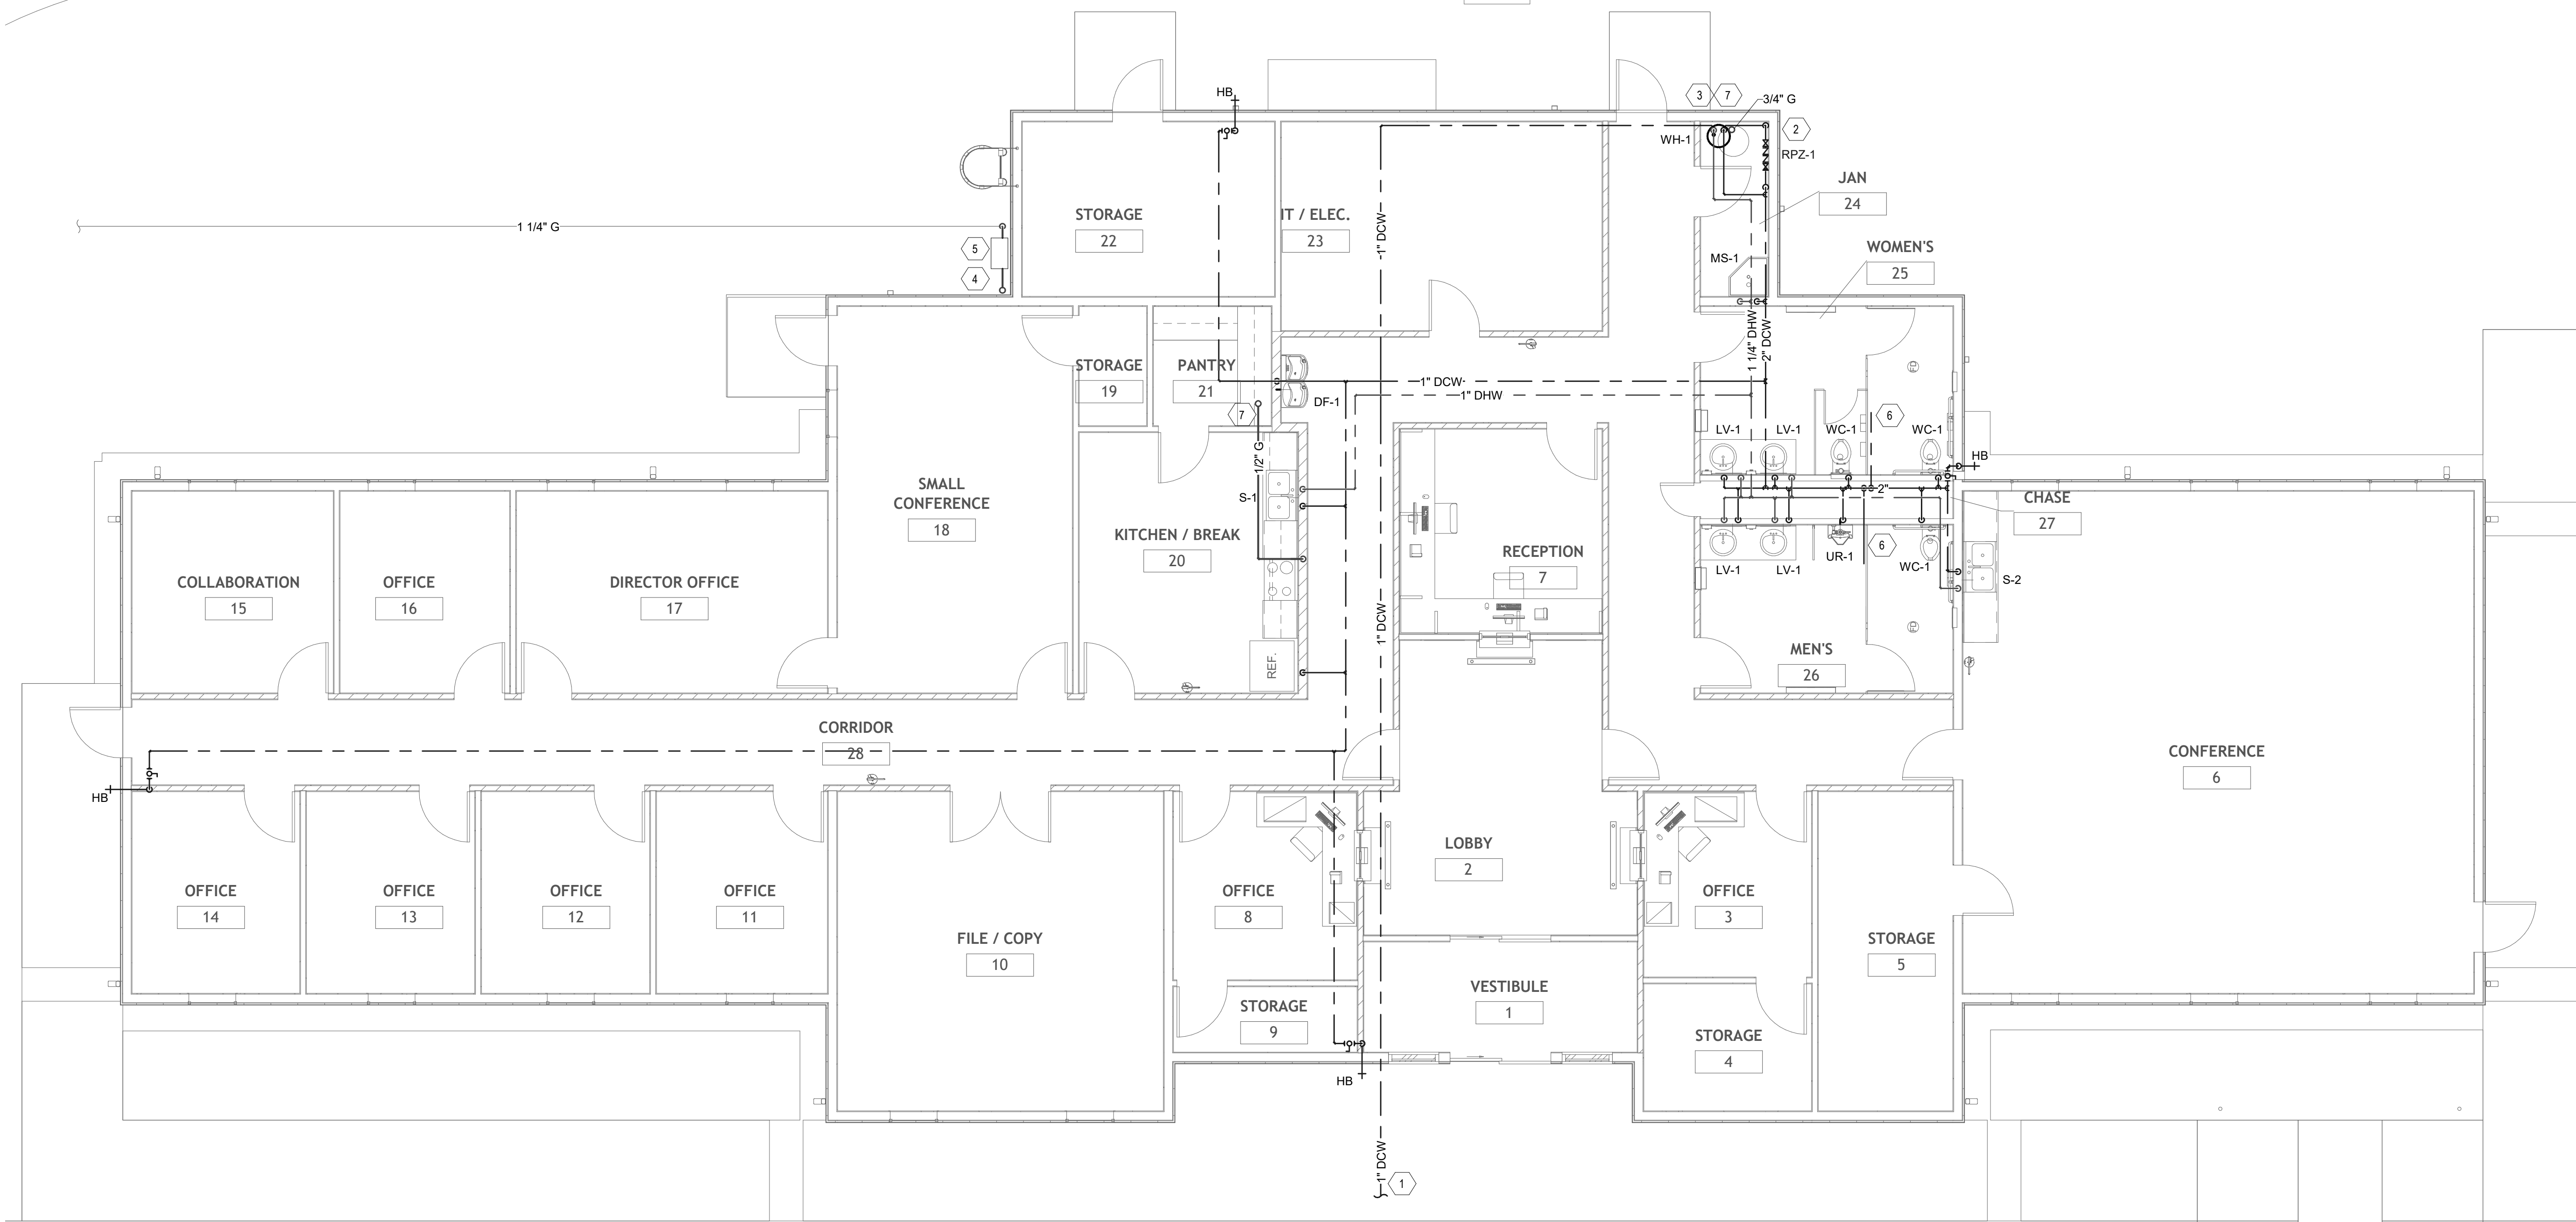 HB
3
7
3/4" G
WH-1
2
RPZ-1
JAN
24
1 1/4" G
STORAGE
22
IT / ELEC.
23
1" DCW
5
4
MS-1
WOMEN'S
25
1 1/4" DHW
2" DCW
STORAGE
19
PANTRY
21
1" DCW
1" DHW
DF-1
7
1/2" G
6
LV-1
LV-1
WC-1
WC-1
HB
SMALL
CONFERENCE
18
S-1
2"
CHASE
27
KITCHEN / BREAK
20
RECEPTION
7
LV-1
LV-1
UR-1
6
WC-1
S-2
COLLABORATION
15
OFFICE
16
DIRECTOR OFFICE
17
1" DCW
REF.
MEN'S
26
CORRIDOR
28
HB
CONFERENCE
6
LOBBY
2
OFFICE
14
OFFICE
13
OFFICE
12
OFFICE
11
OFFICE
8
OFFICE
3
FILE / COPY
10
STORAGE
5
VESTIBULE
1
STORAGE
9
STORAGE
4
HB
1" DCW
1